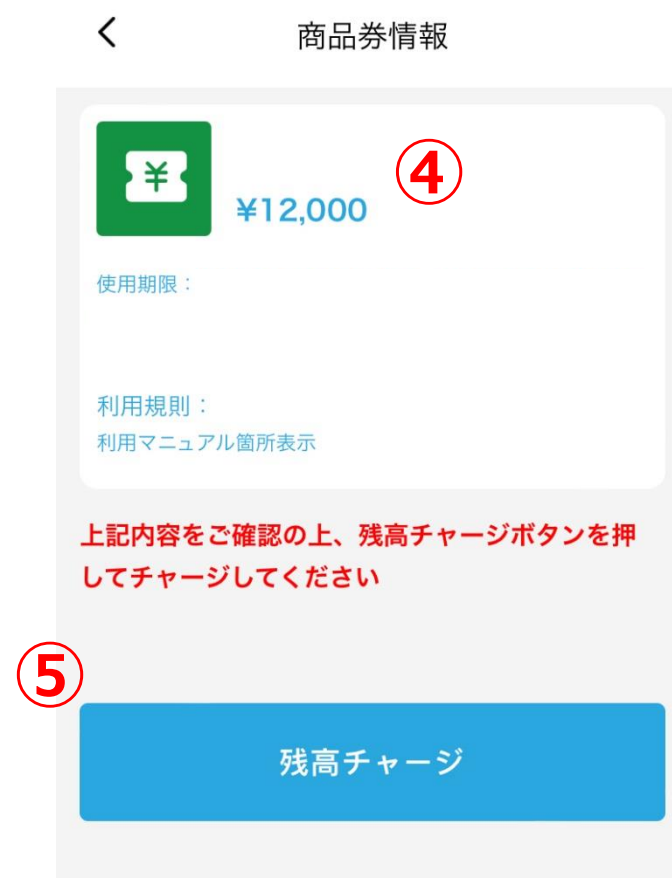 商品券情報
¥
④
¥12,000
使用期限：
利用規則：
利用マニュアル箇所表示
上記内容をご確認の上、残高チャージボタンを押
してチャージしてください
⑤
残高チャージ